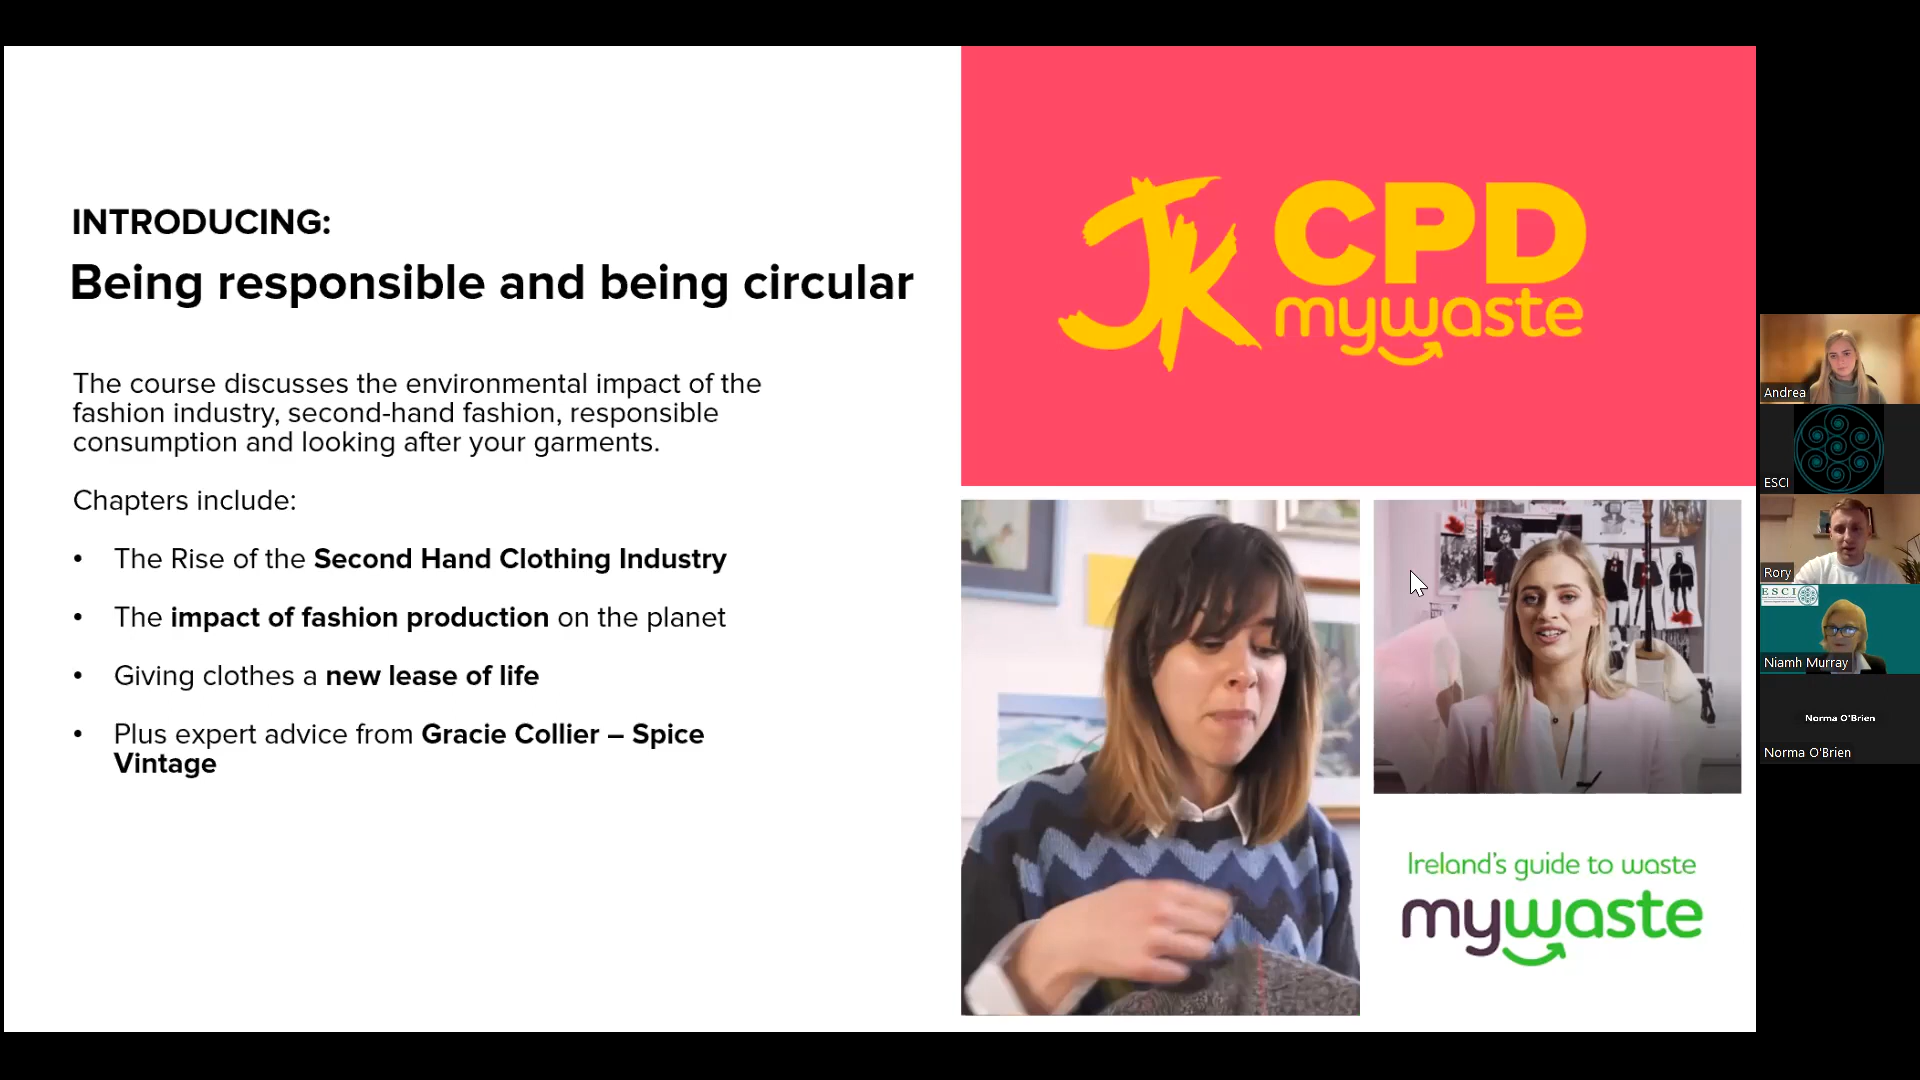 INTRODUCING:
Being responsible and being circular
The course discusses the environmental impact of the
fashion industry, second-hand fashion, responsible
consumption and looking after your garments.
Chapters include:
• The Rise of the Second Hand Clothing Industry
• The impact of fashion production on the planet
• Giving clothes a new lease of life
• Plus expert advice from Gracie Collier – Spice
Vintage
JK CPD
mywaste
Ireland's guide to waste
mywaste
Andrea
ESCI
Rory
ESCI
Niamh Murray
Norma O'Brien
Norma O'Brien